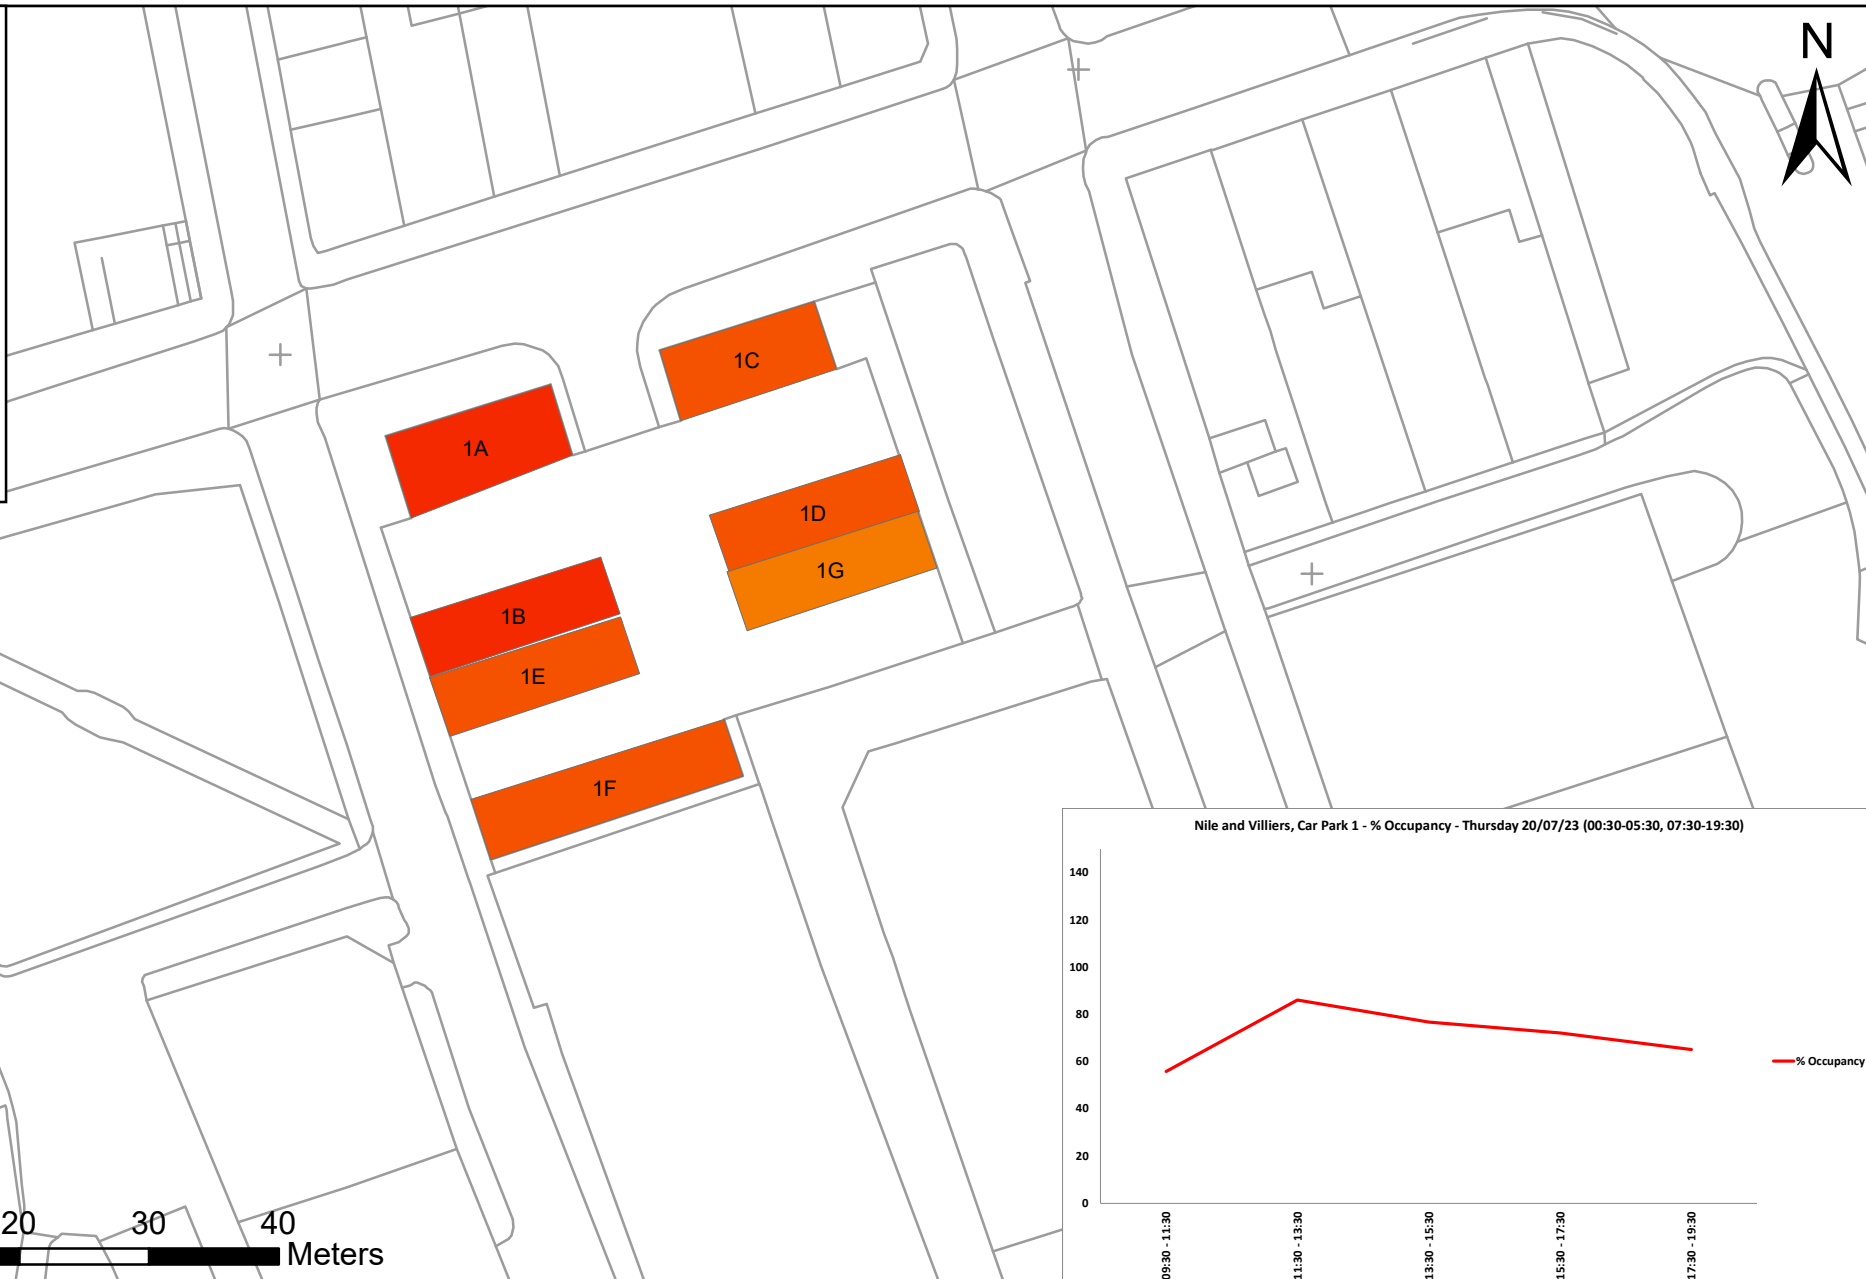 N
1C
1A
1D
1G
1B
1E
1F
Nile and Villiers, Car Park 1 - % Occupancy - Thursday 20/07/23 (00:30-05:30, 07:30-19:30)
140
120
100
80
60
40
20
0
% Occupancy
09:30 - 11:30
11:30 - 13:30
13:30 - 15:30
15:30 - 17:30
17:30 - 19:30
20 30 40
Meters